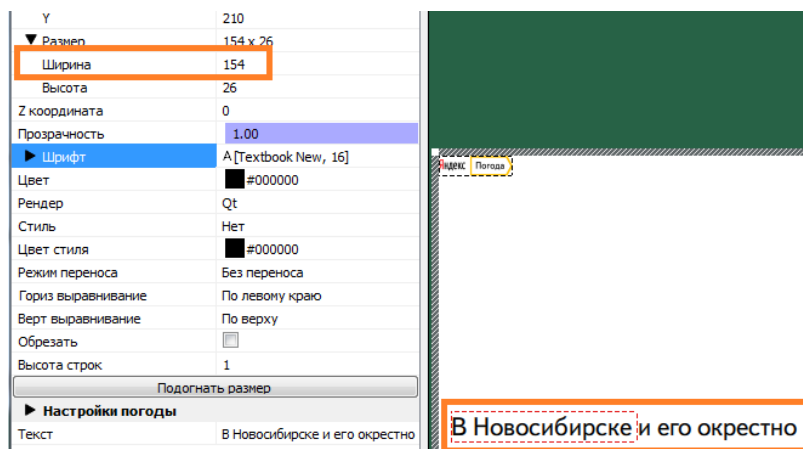 Y 210
Размер 154 x 26
Ширина 154
Высота 26
Z координата 0
Прозрачность 1.00
Шрифт A [Textbook New, 16]
Цвет #000000
Рендер Qt
Стиль Нет
Цвет стиля #000000
Режим переноса Без переноса
Гориз выравнивание По левому краю
Верт выравнивание По верху
Обрезать
Высота строк 1
Подогнать размер
Настройки погоды
Текст В Новосибирске и его окрестно
Яндекс Погода
В Новосибирске и его окрестно